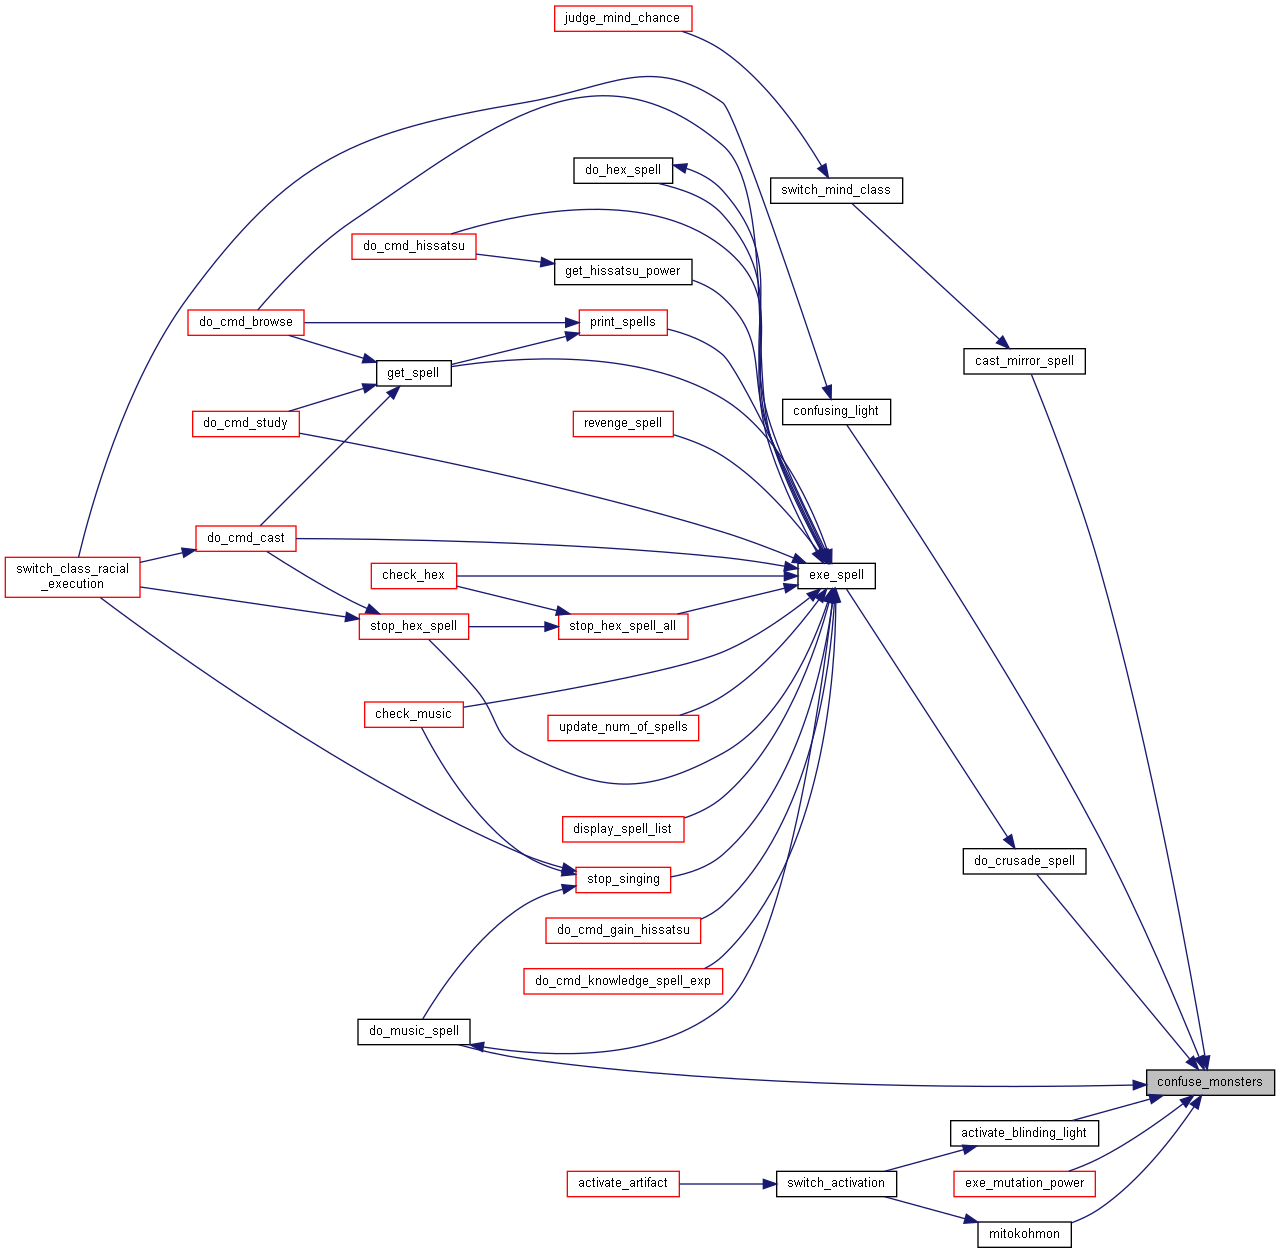 judge_mind_chance
do_hex_spell
switch_mind_class
do_cmd_hissatsu
get_hissatsu_power
do_cmd_browse
print_spells
cast_mirror_spell
get_spell
confusing_light
do_cmd_study
revenge_spell
do_cmd_cast
switch_class_racial
_execution
check_hex
exe_spell
stop_hex_spell
stop_hex_spell_all
check_music
update_num_of_spells
display_spell_list
do_crusade_spell
stop_singing
do_cmd_gain_hissatsu
do_cmd_knowledge_spell_exp
do_music_spell
confuse_monsters
activate_blinding_light
activate_artifact
switch_activation
exe_mutation_power
mitokohmon